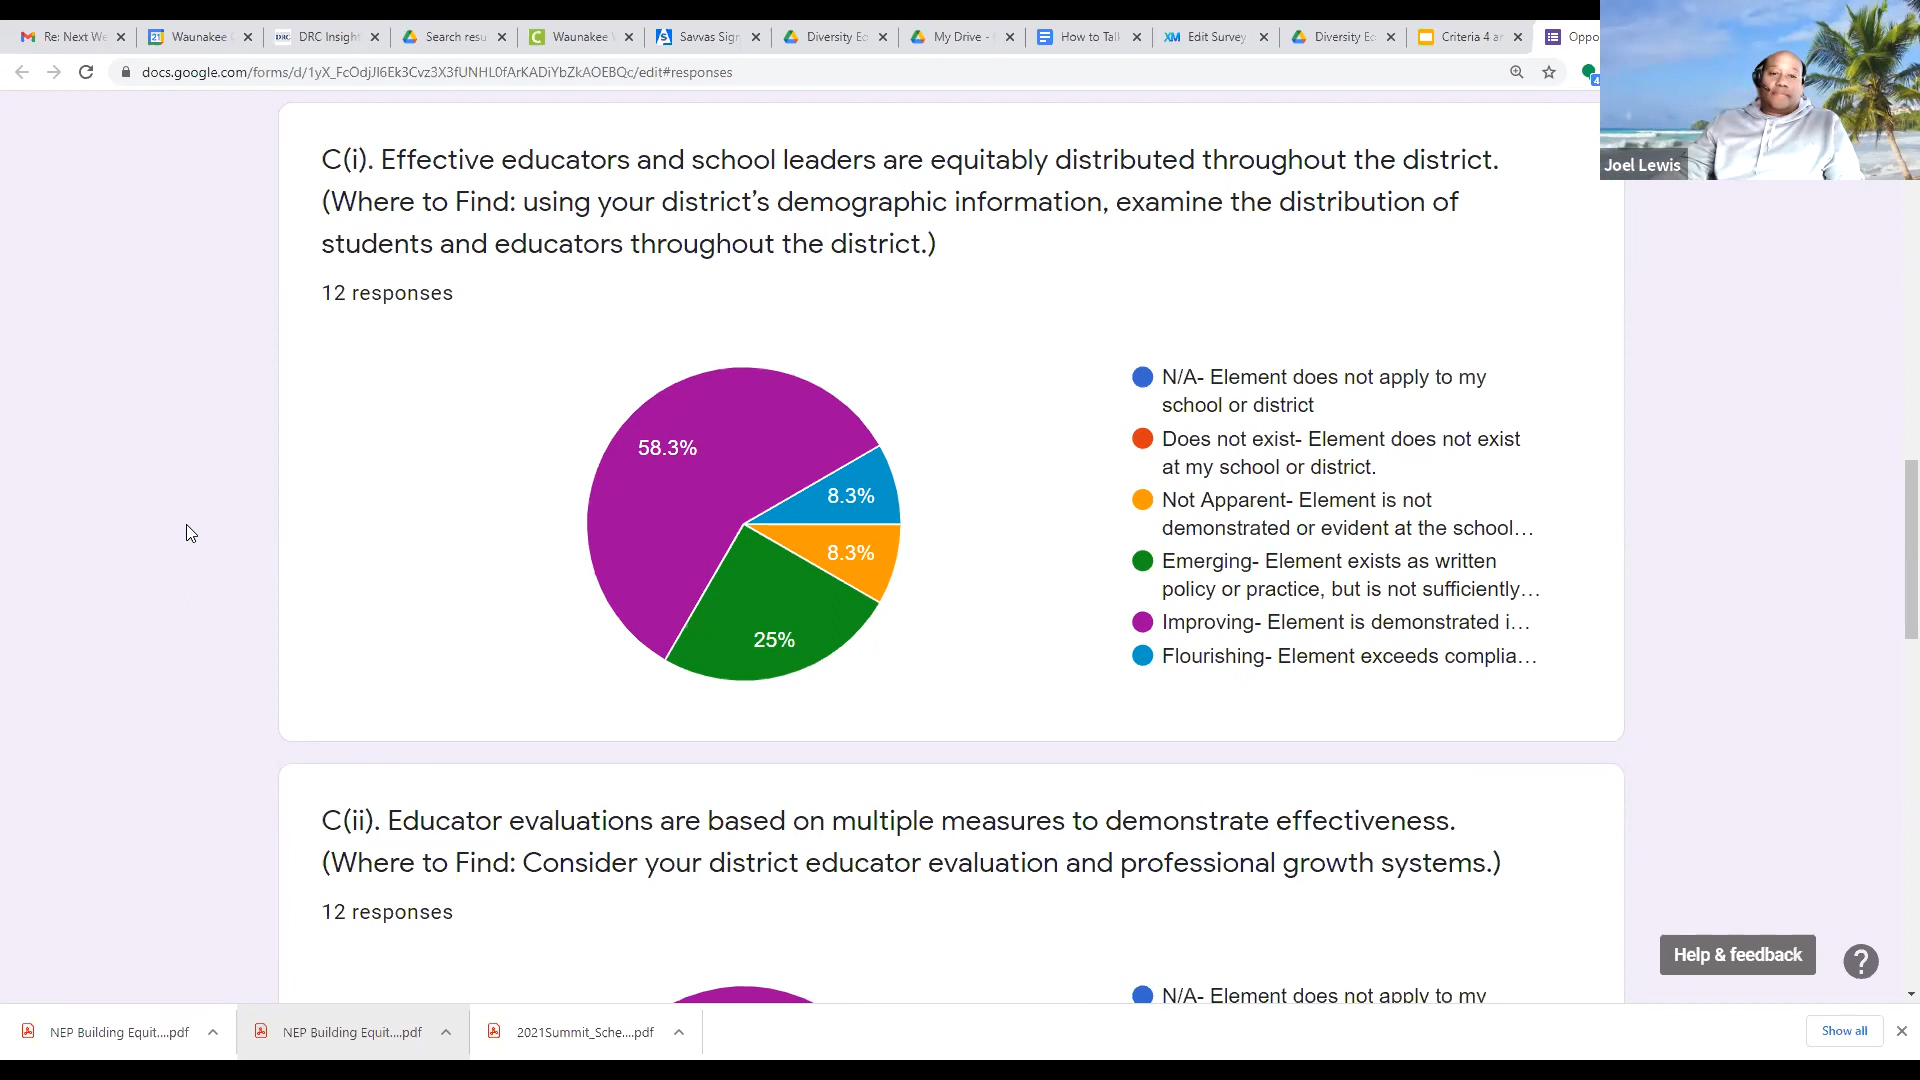 Re: Next We
Waunakee
DRC Insight
Search resu
Waunakee
Savvas Sig
Diversity Ec
My Drive -
How to Talk
Edit Survey
Diversity Ec
Criteria 4 a
Oppo
docs.google.com/forms/d/1yX_FcOdjJI6Ek3Cvz3X3fUNHL0fArKADiYbZkAOEBQc/edit#responses
Joel Lewis
C(i). Effective educators and school leaders are equitably distributed throughout the district.
(Where to Find: using your district’s demographic information, examine the distribution of
students and educators throughout the district.)
12 responses
58.3%
8.3%
8.3%
25%
N/A- Element does not apply to my
school or district
Does not exist- Element does not exist
at my school or district.
Not Apparent- Element is not
demonstrated or evident at the school…
Emerging- Element exists as written
policy or practice, but is not sufficiently…
Improving- Element is demonstrated i…
Flourishing- Element exceeds complia…
C(ii). Educator evaluations are based on multiple measures to demonstrate effectiveness.
(Where to Find: Consider your district educator evaluation and professional growth systems.)
12 responses
N/A- Element does not apply to my
Help & feedback
NEP Building Equit....pdf
NEP Building Equit....pdf
2021Summit_Sche....pdf
Show all